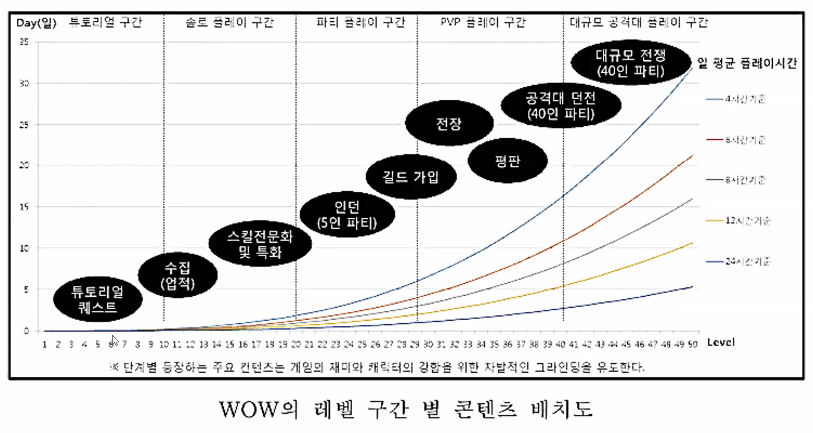 Day(일) 튜토리얼 구간 솔로 플레이 구간 파티 플레이 구간 PVP 플레이 구간 대규모 공격대 플레이 구간
35
30
25
20
15
10
5
0
튜토리얼
퀘스트
수집
(업적)
스킬전문화
및 특화
인던
(5인 파티)
길드 가입
전장
평판
공격대 던전
(40인 파티)
대규모 전쟁
(40인 파티)
일 평균 플레이시간
4시간기준
6시간기준
8시간기준
12시간기준
24시간기준
1 2 3 4 5 6 7 8 9 10 11 12 13 14 15 16 17 18 19 20 21 22 23 24 25 26 27 28 29 30 31 32 33 34 35 36 37 38 39 40 41 42 43 44 45 46 47 48 49 50 Level
※ 단계별 등장하는 주요 컨텐츠는 게임의 재미와 캐릭터의 강함을 위한 자발적인 그라인딩을 유도한다.
WOW의 레벨 구간 별 콘텐츠 배치도